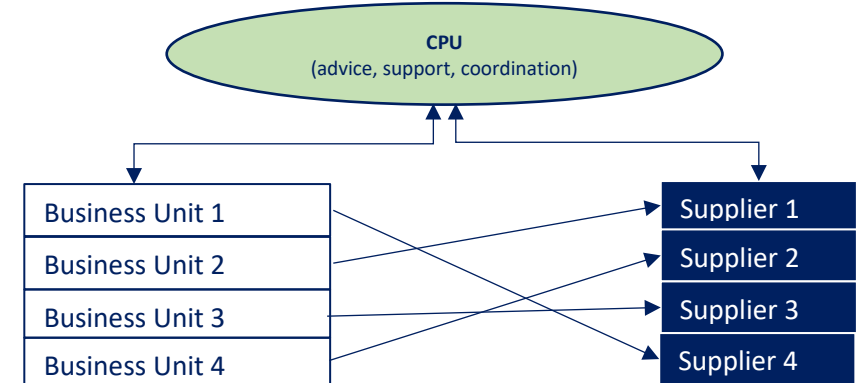 CPU
(advice, support, coordination)
Business Unit 1
Business Unit 2
Business Unit 3
Business Unit 4
Supplier 1
Supplier 2
Supplier 3
Supplier 4